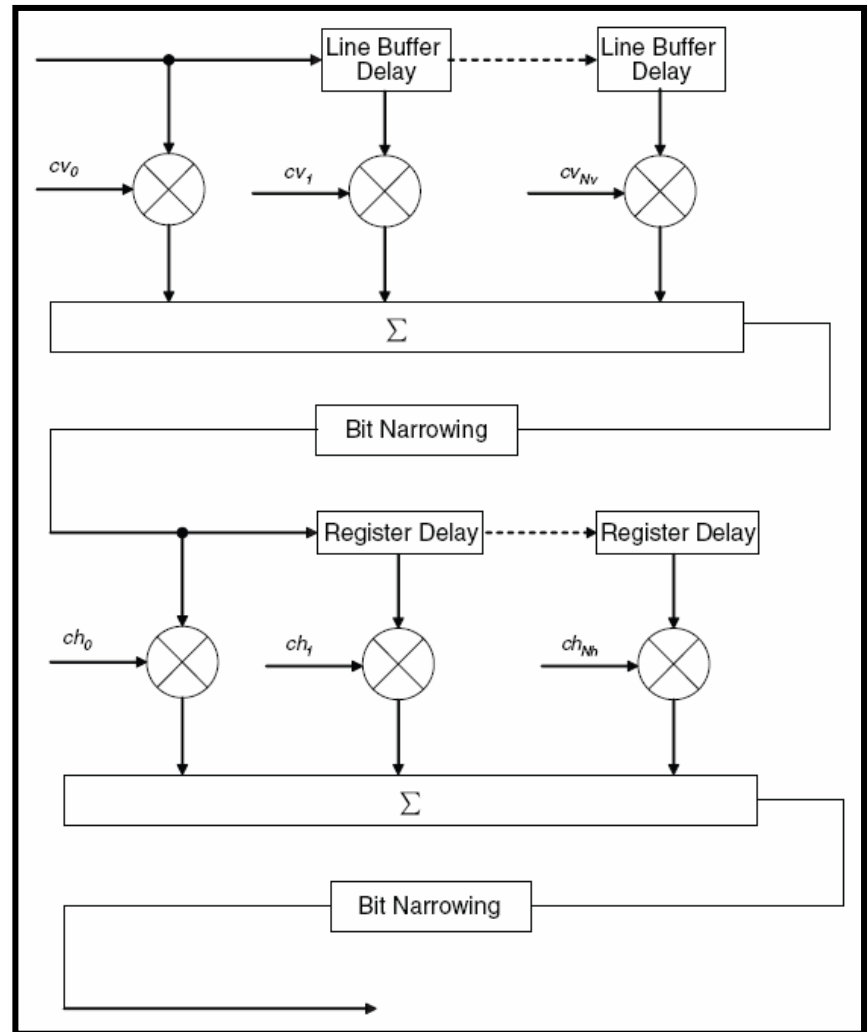 Line Buffer
Delay
Line Buffer
Delay
cv0
cv1
cvNv
Σ
Bit Narrowing
Register Delay
Register Delay
ch0
ch1
chNh
Σ
Bit Narrowing